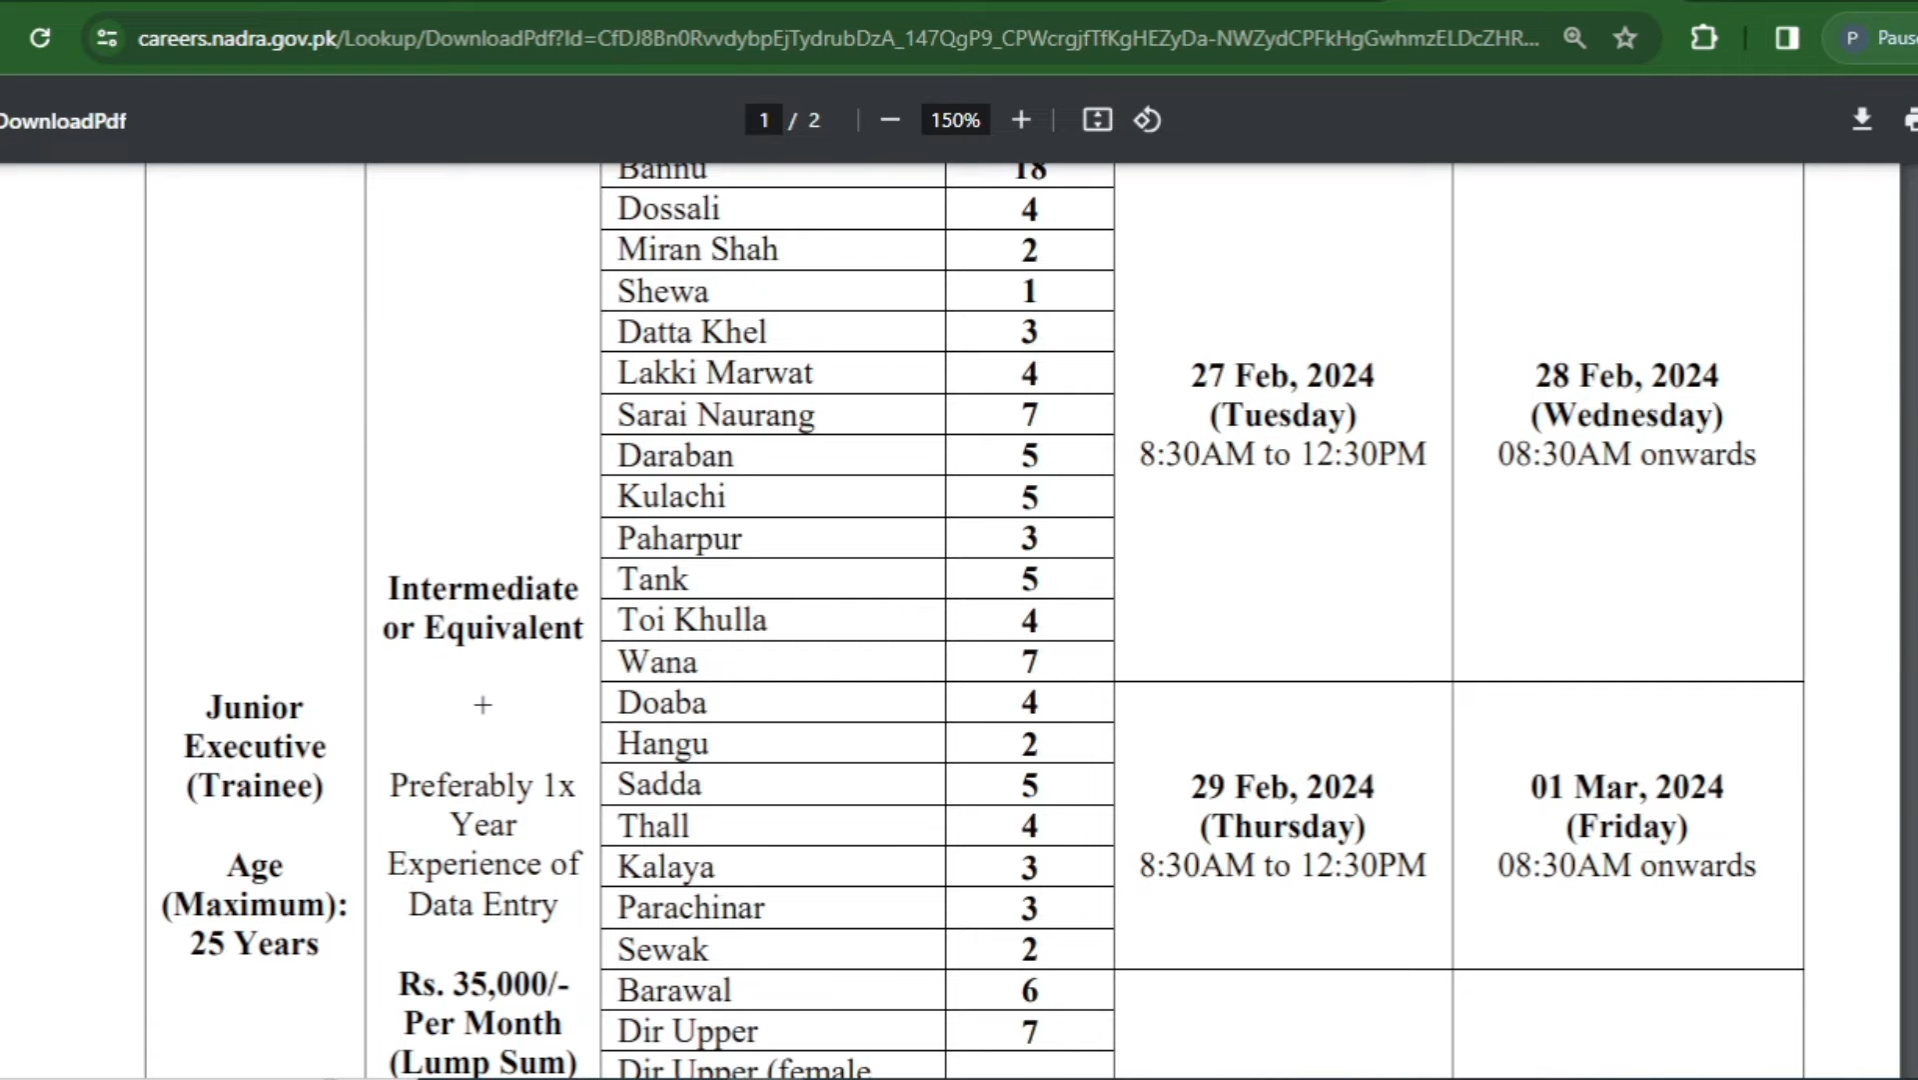 careers.nadra.gov.pk/Lookup/DownloadPdf?Id=CfDJ8Bn0RvvdybpEjTydrubDzA_147QgP9_CPWcrgjfTfKgHEZyDa-NWZydCPFkHgGwhmzELDcZHR...
P Paus
DownloadPdf
1 / 2
150%
Bannu 18
Dossali 4
Miran Shah 2
Shewa 1
Datta Khel 3
Lakki Marwat 4
Sarai Naurang 7
Daraban 5
Kulachi 5
Paharpur 3
Tank 5
Toi Khulla 4
Wana 7
27 Feb, 2024
(Tuesday)
8:30AM to 12:30PM
28 Feb, 2024
(Wednesday)
08:30AM onwards
Junior
Executive
(Trainee)
Age
(Maximum):
25 Years
Intermediate
or Equivalent
+
Preferably 1x
Year
Experience of
Data Entry
Rs. 35,000/-
Per Month
(Lump Sum)
Doaba 4
Hangu 2
Sadda 5
Thall 4
Kalaya 3
Parachinar 3
Sewak 2
29 Feb, 2024
(Thursday)
8:30AM to 12:30PM
01 Mar, 2024
(Friday)
08:30AM onwards
Barawal 6
Dir Upper 7
Dir Upper (female